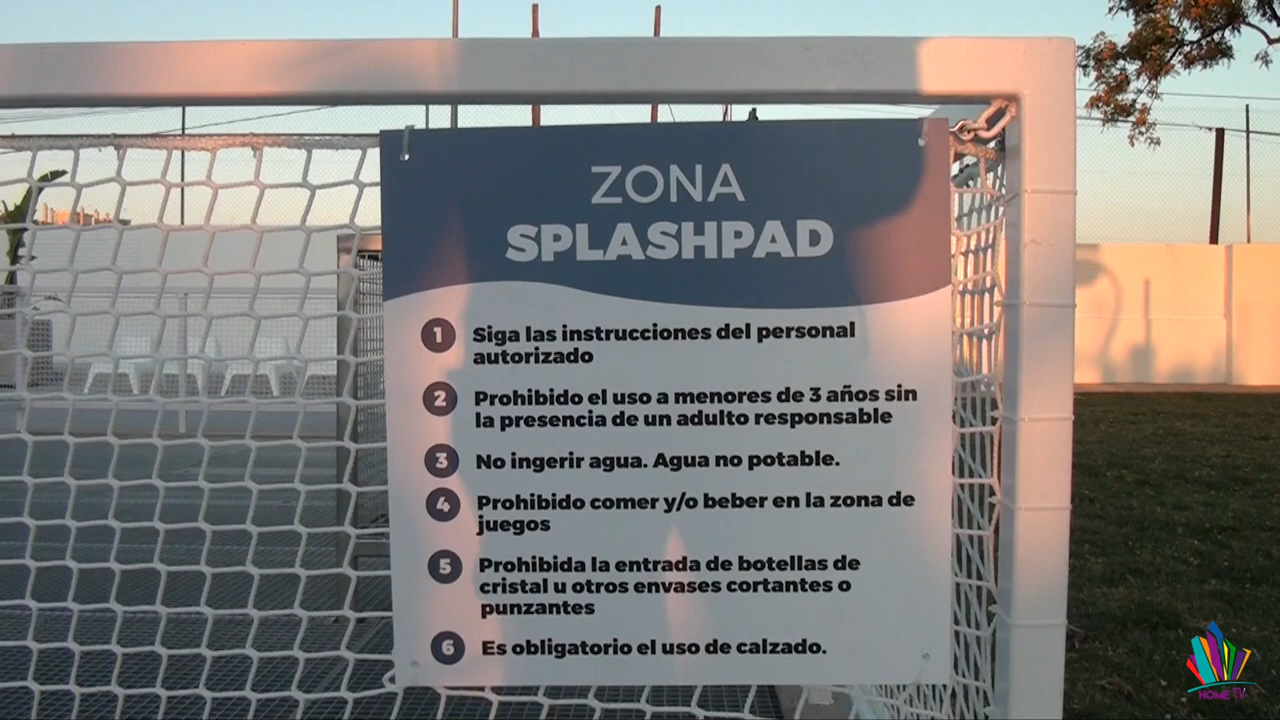 ZONA
SPLASHPAD
1 Siga las instrucciones del personal
autorizado
2 Prohibido el uso a menores de 3 años sin
la presencia de un adulto responsable
3 No ingerir agua. Agua no potable.
4 Prohibido comer y/o beber en la zona de
juegos
5 Prohibida la entrada de botellas de
cristal u otros envases cortantes o
punzantes
6 Es obligatorio el uso de calzado.
HOME TV